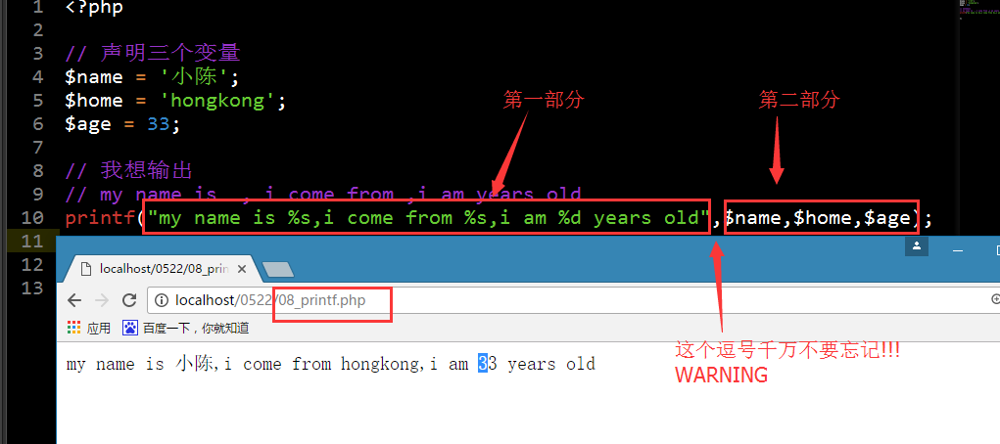 1 <?php
2
3 // 声明三个变量
4 $name = '小陈';
5 $home = 'hongkong';
6 $age = 33;
7
8 // 我想输出
9 // my name is , i come from ,i am years old
10 printf("my name is %s,i come from %s,i am %d years old",$name,$home,$age);
11
12
13
第一部分
第二部分
localhost/0522/08_prin
localhost/0522/08_printf.php
应用 百度一下，你就知道
my name is 小陈,i come from hongkong,i am 33 years old
这个逗号千万不要忘记!!!
WARNING